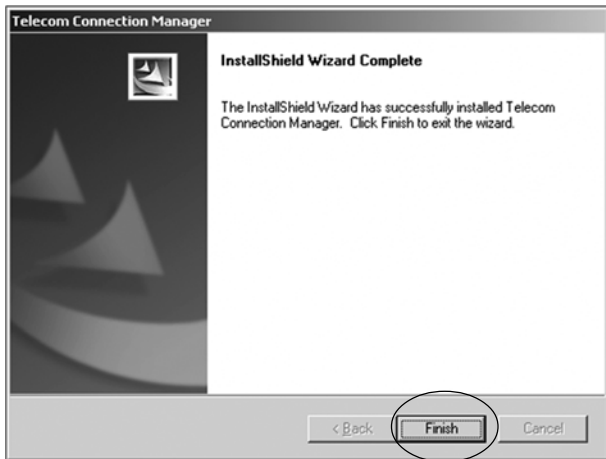 Telecom Connection Manager
InstallShield Wizard Complete
The InstallShield Wizard has successfully installed Telecom
Connection Manager. Click Finish to exit the wizard.
< Back
Finish
Cancel